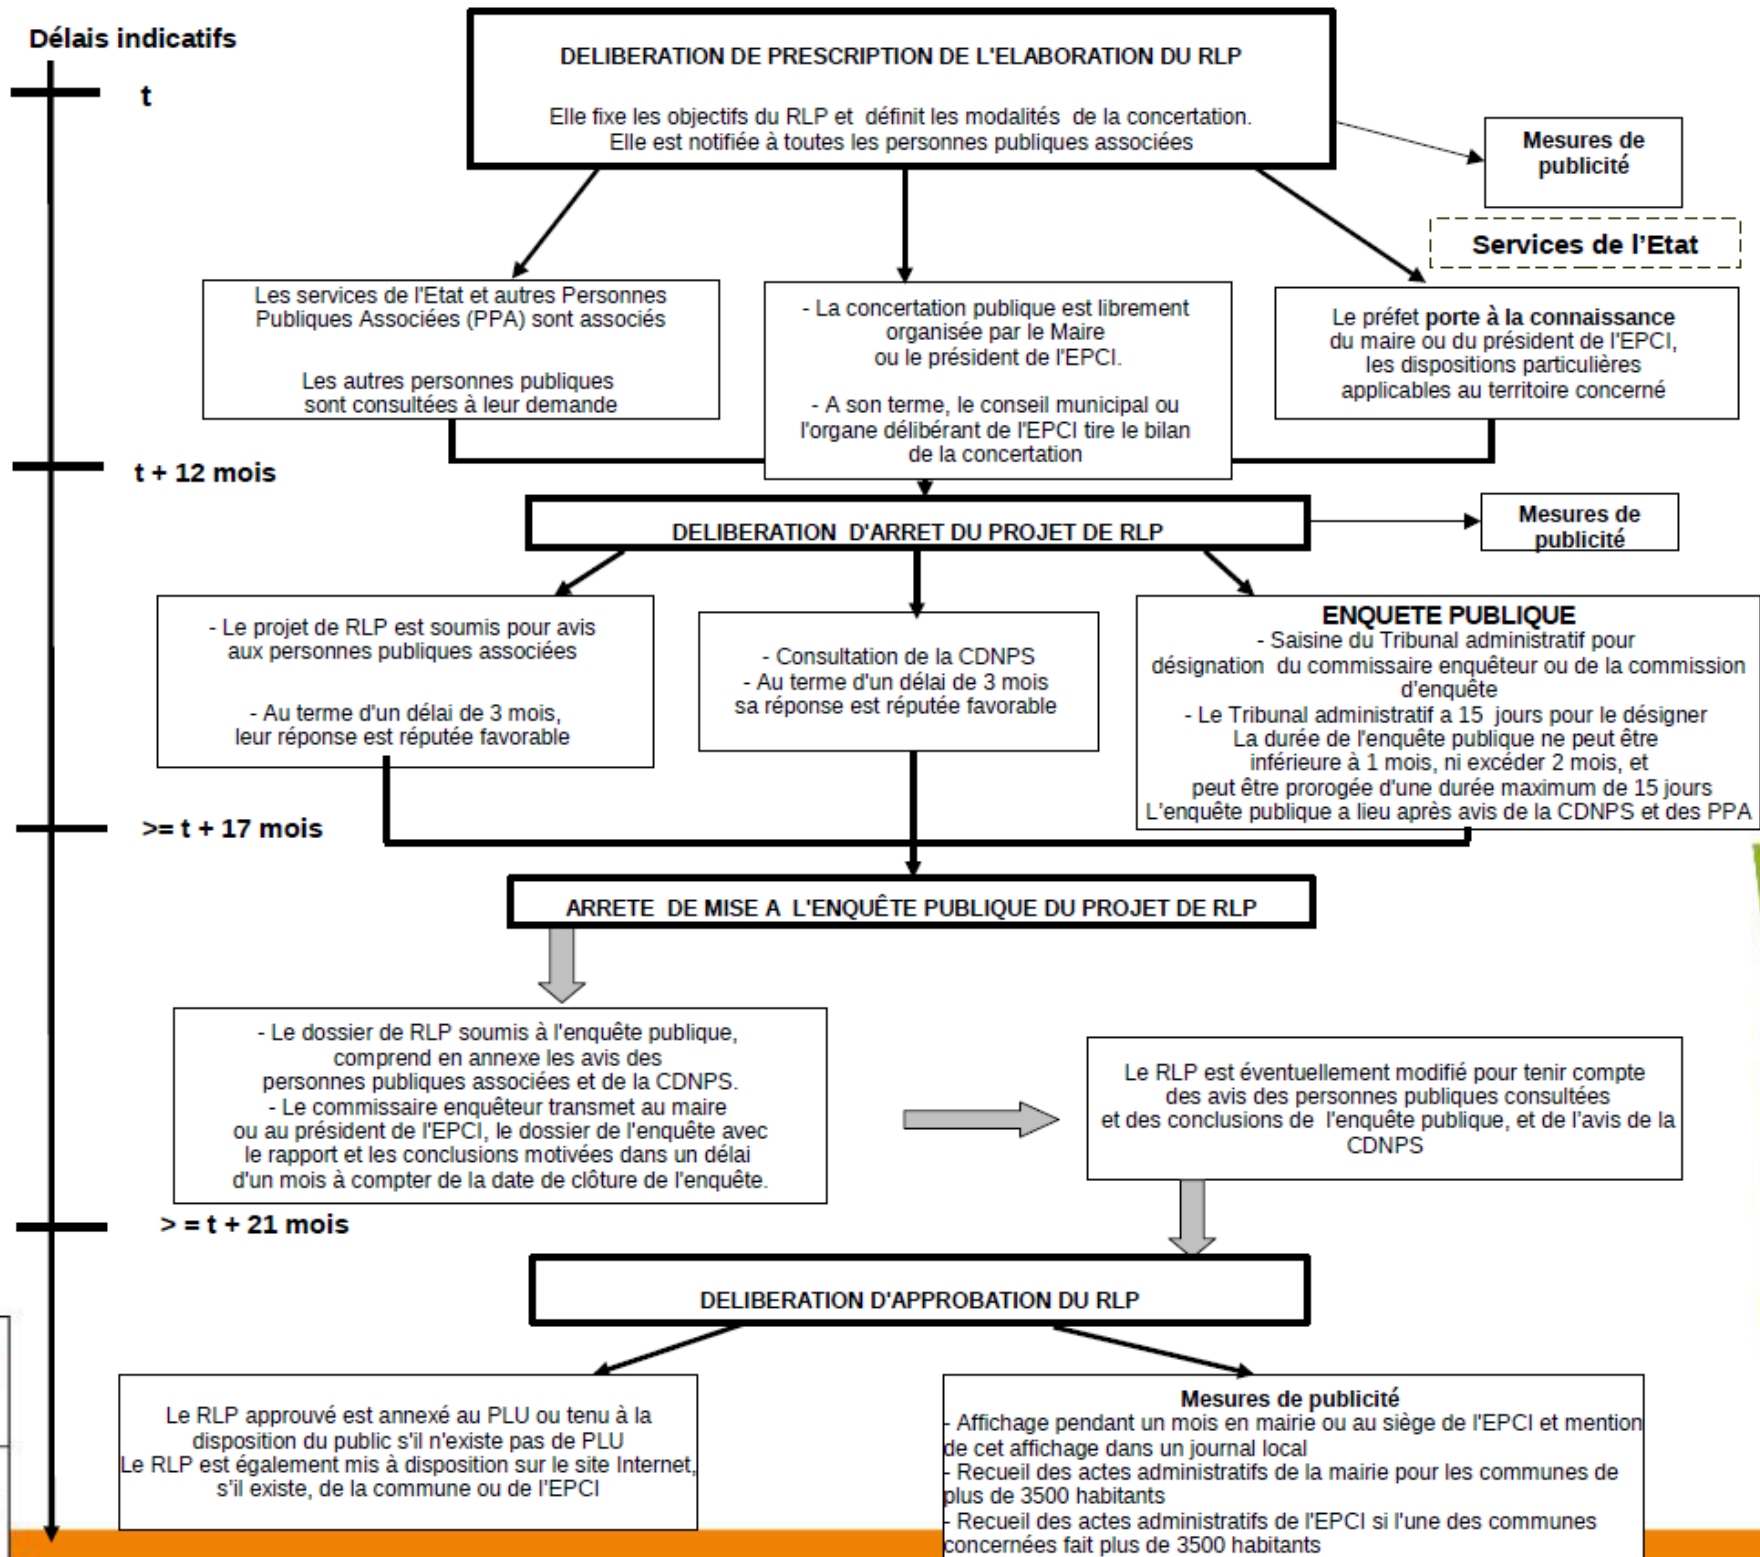 Délais indicatifs
t
DELIBERATION DE PRESCRIPTION DE L'ELABORATION DU RLP
Elle fixe les objectifs du RLP et définit les modalités de la concertation.
Elle est notifiée à toutes les personnes publiques associées
Mesures de
publicité
Services de l'Etat
Les services de l'Etat et autres Personnes
Publiques Associées (PPA) sont associés
Les autres personnes publiques
sont consultées à leur demande
- La concertation publique est librement
organisée par le Maire
ou le président de l'EPCI.
- A son terme, le conseil municipal ou
l'organe délibérant de l'EPCI tire le bilan
de la concertation
Le préfet porte à la connaissance
du maire ou du président de l'EPCI,
les dispositions particulières
applicables au territoire concerné
t + 12 mois
DELIBERATION D'ARRET DU PROJET DE RLP
Mesures de
publicité
- Le projet de RLP est soumis pour avis
aux personnes publiques associées
- Au terme d'un délai de 3 mois,
leur réponse est réputée favorable
- Consultation de la CDNPS
- Au terme d'un délai de 3 mois
sa réponse est réputée favorable
ENQUETE PUBLIQUE
- Saisine du Tribunal administratif pour
désignation du commissaire enquêteur ou de la commission
d'enquête
- Le Tribunal administratif a 15 jours pour le désigner
La durée de l'enquête publique ne peut être
inférieure à 1 mois, ni excéder 2 mois, et
peut être prorogée d'une durée maximum de 15 jours
L'enquête publique a lieu après avis de la CDNPS et des PPA
>= t + 17 mois
ARRETE DE MISE A L'ENQUÊTE PUBLIQUE DU PROJET DE RLP
- Le dossier de RLP soumis à l'enquête publique,
comprend en annexe les avis des
personnes publiques associées et de la CDNPS.
- Le commissaire enquêteur transmet au maire
ou au président de l'EPCI, le dossier de l'enquête avec
le rapport et les conclusions motivées dans un délai
d'un mois à compter de la date de clôture de l'enquête.
Le RLP est éventuellement modifié pour tenir compte
des avis des personnes publiques consultées
et des conclusions de l'enquête publique, et de l'avis de la
CDNPS
> = t + 21 mois
DELIBERATION D'APPROBATION DU RLP
Le RLP approuvé est annexé au PLU ou tenu à la
disposition du public s'il n'existe pas de PLU
Le RLP est également mis à disposition sur le site Internet,
s'il existe, de la commune ou de l'EPCI
Mesures de publicité
- Affichage pendant un mois en mairie ou au siège de l'EPCI et mention
de cet affichage dans un journal local
- Recueil des actes administratifs de la mairie pour les communes de
plus de 3500 habitants
- Recueil des actes administratifs de l'EPCI si l'une des communes
concernées fait plus de 3500 habitants